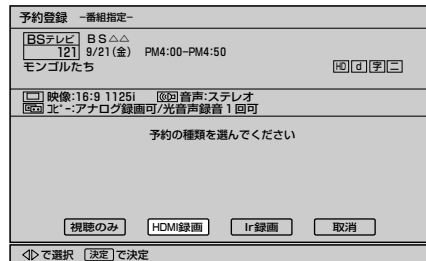 予約登録 -番組指定-
BSテレビ BS△△
121 9/21(金) PM4:00-PM4:50
モンゴルたち HD d 字 二
映像:16:9 1125i 音声:ステレオ
コピー:アナログ録画可/光音声録音1回可
予約の種類を選んでください
視聴のみ HDMI録画 Ir録画 取消
◁▷で選択 決定 で決定